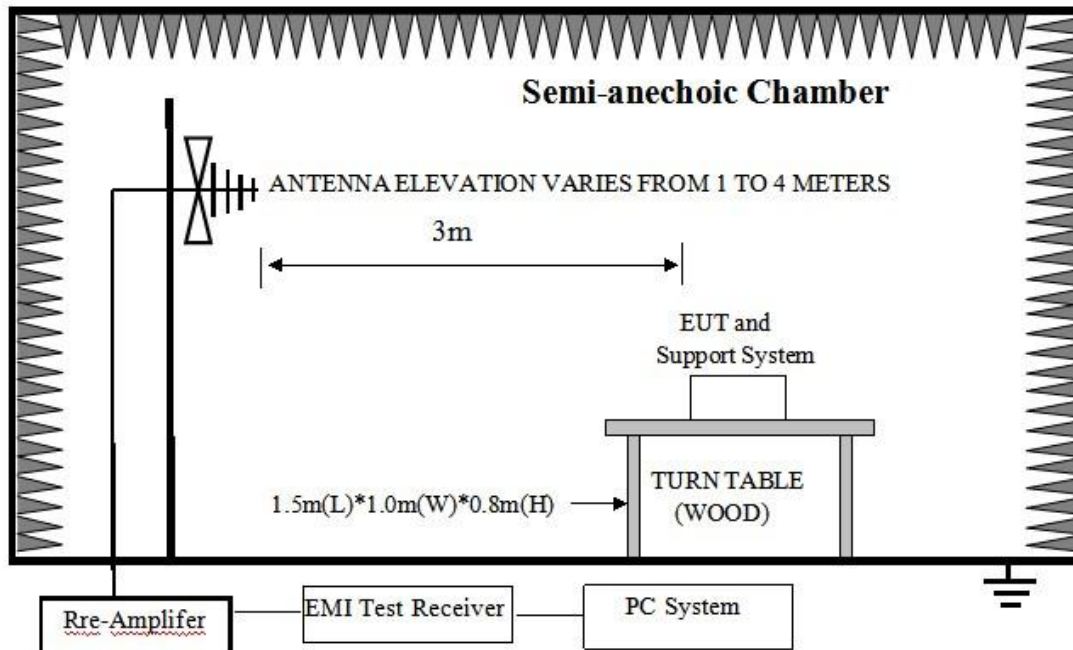 Semi-anechoic Chamber
ANTENNA ELEVATION VARIES FROM 1 TO 4 METERS
3m
EUT and
Support System
1.5m(L)*1.0m(W)*0.8m(H)
TURN TABLE
(WOOD)
Rre-Amplifer
EMI Test Receiver
PC System